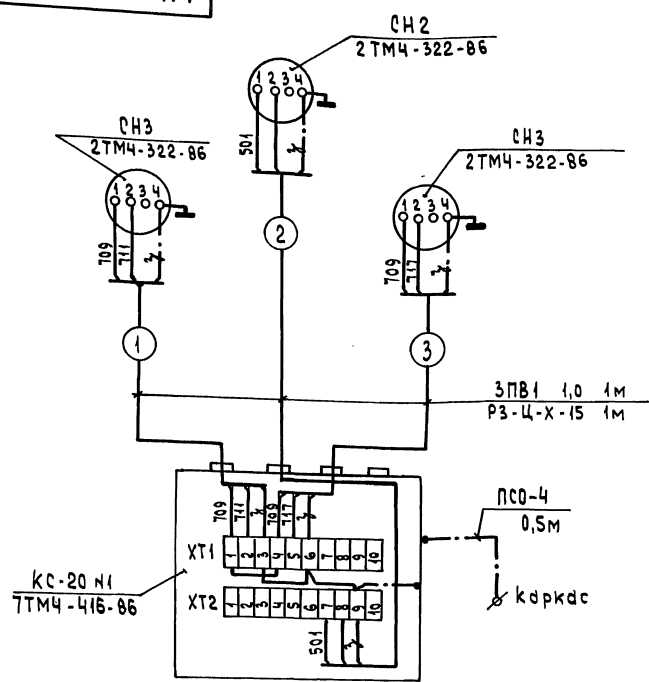 СН2
2ТМ4-322-86
1 2 3 4
501
з
СН3
2ТМ4-322-86
1 2 3 4
709
711
з
СН3
2ТМ4-322-86
1 2 3 4
709
717
з
2
1
3
3ПВ1 1,0 1м
РЗ-Ц-Х-15 1м
709
711
з
709
717
з
ПСО-4
0,5м
ХТ1
1 2 3 4 5 6 7 8 9 10
КС-20 №1
7ТМ4-416-86
ХТ2
1 2 3 4 5 6 7 8 9 10
каркас
501
з